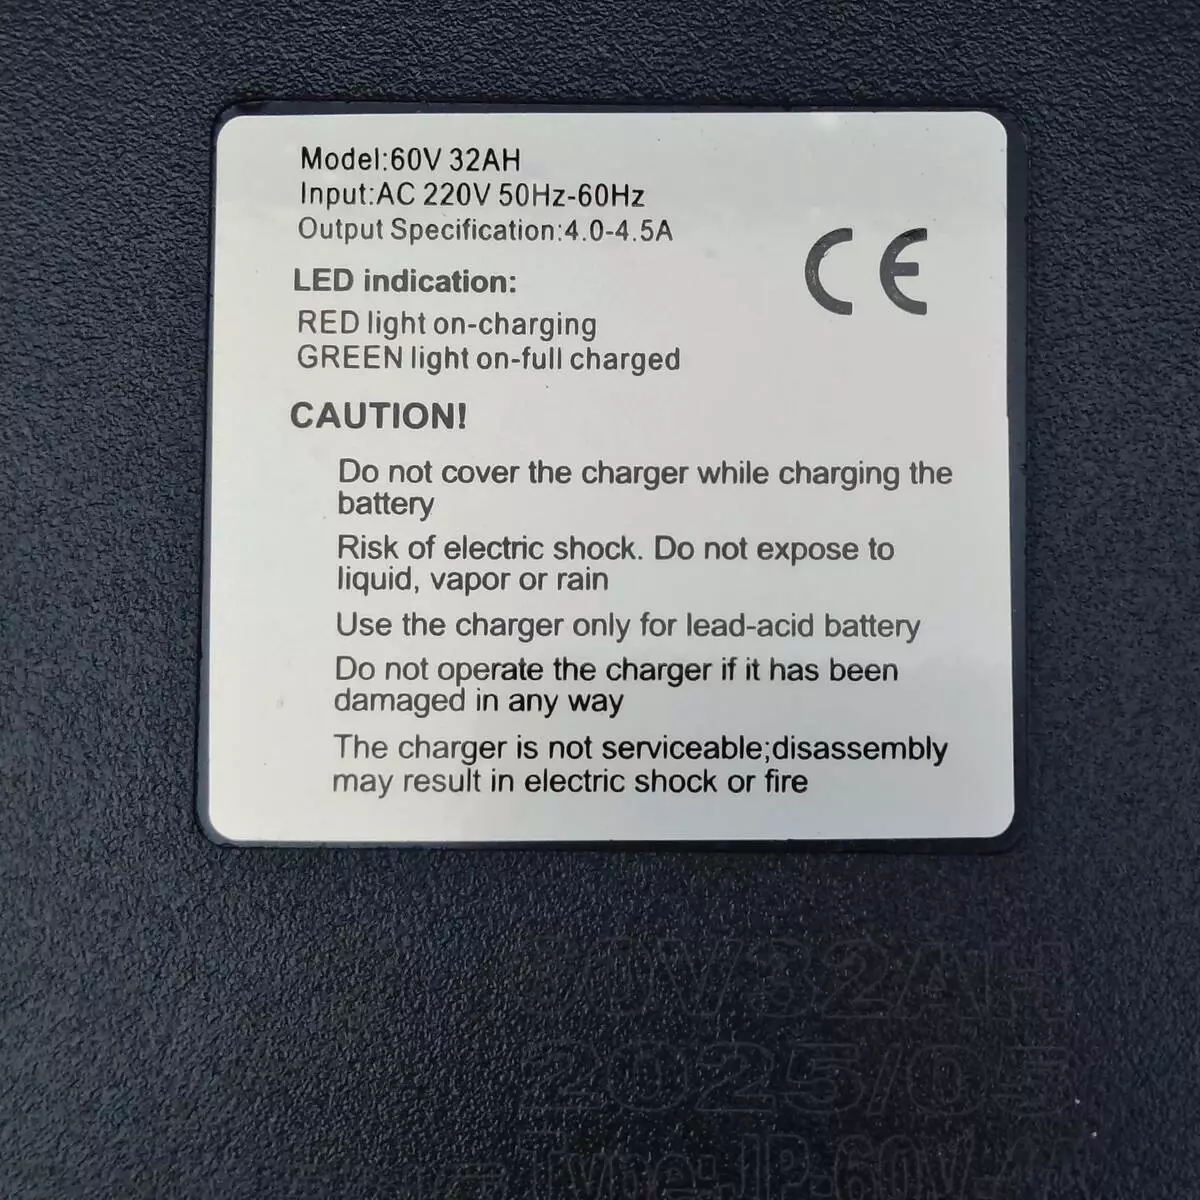 Model:60V 32AH
Input:AC 220V 50Hz-60Hz
Output Specification:4.0-4.5A
CE
LED indication:
RED light on-charging
GREEN light on-full charged
CAUTION!
Do not cover the charger while charging the
battery
Risk of electric shock. Do not expose to
liquid, vapor or rain
Use the charger only for lead-acid battery
Do not operate the charger if it has been
damaged in any way
The charger is not serviceable;disassembly
may result in electric shock or fire
60V32AH
2025/05